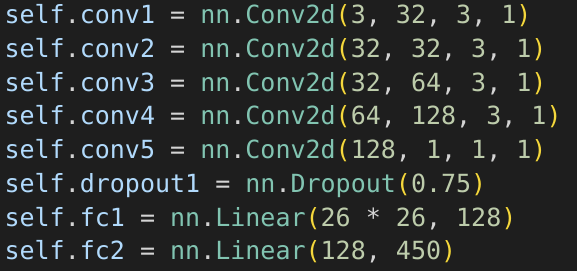 self.conv1 = nn.Conv2d(3, 32, 3, 1)
self.conv2 = nn.Conv2d(32, 32, 3, 1)
self.conv3 = nn.Conv2d(32, 64, 3, 1)
self.conv4 = nn.Conv2d(64, 128, 3, 1)
self.conv5 = nn.Conv2d(128, 1, 1, 1)
self.dropout1 = nn.Dropout(0.75)
self.fc1 = nn.Linear(26 * 26, 128)
self.fc2 = nn.Linear(128, 450)